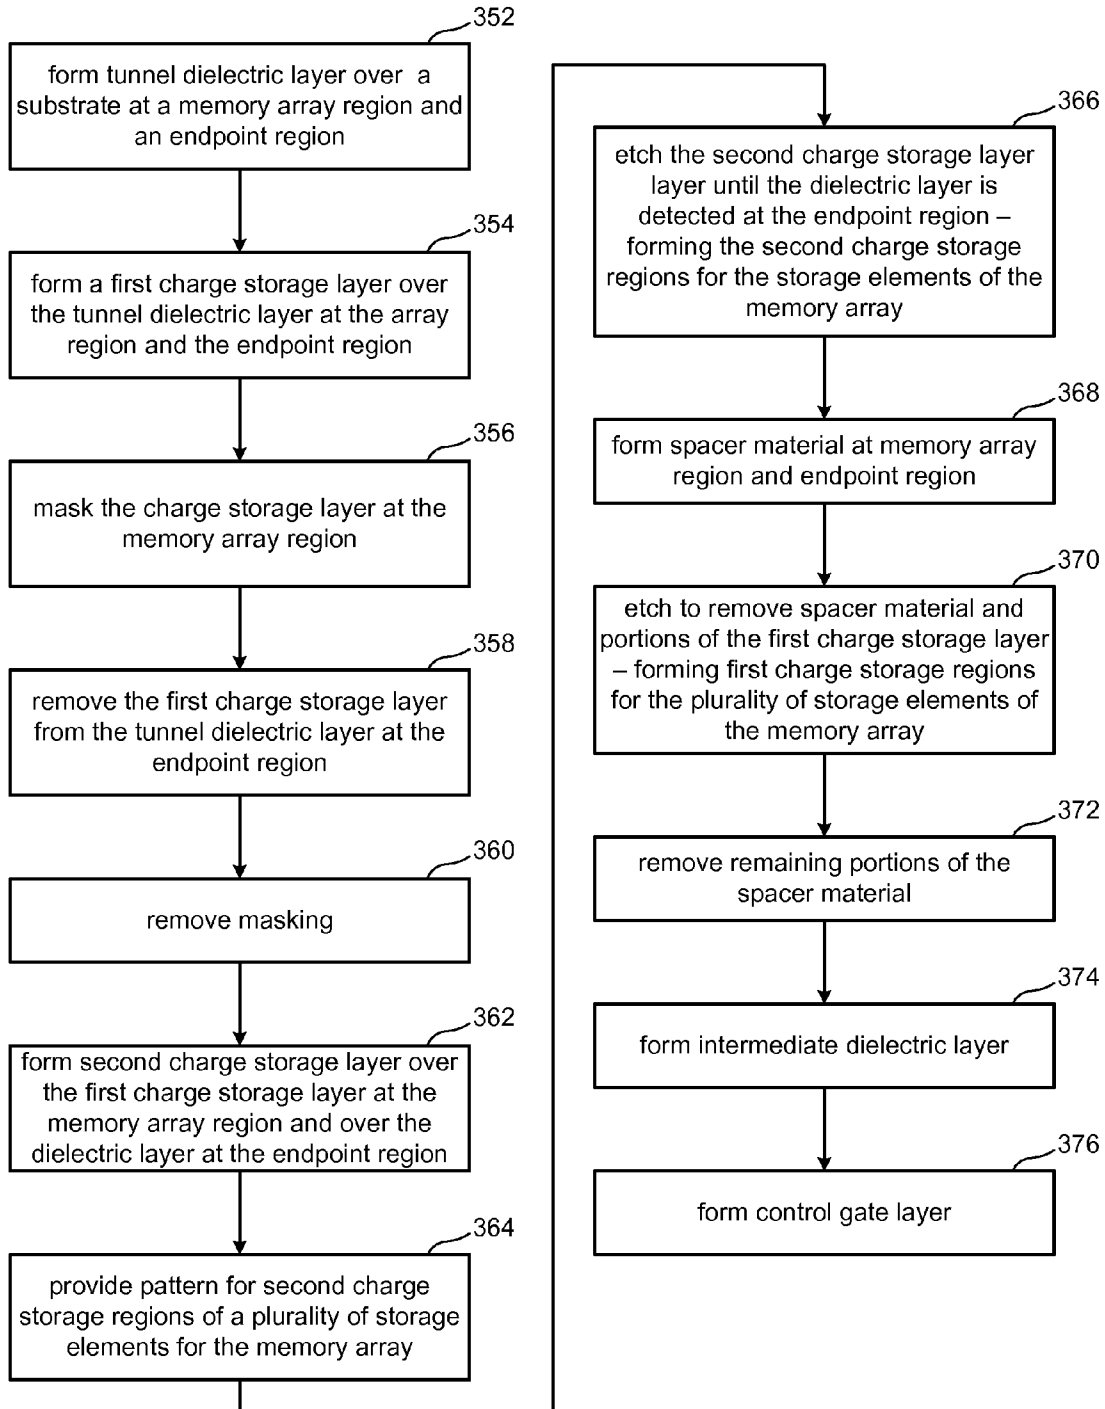 352
form tunnel dielectric layer over a
substrate at a memory array region and
an endpoint region
354
form a first charge storage layer over
the tunnel dielectric layer at the array
region and the endpoint region
356
mask the charge storage layer at the
memory array region
358
remove the first charge storage layer
from the tunnel dielectric layer at the
endpoint region
360
remove masking
362
form second charge storage layer over
the first charge storage layer at the
memory array region and over the
dielectric layer at the endpoint region
364
provide pattern for second charge
storage regions of a plurality of storage
elements for the memory array
366
etch the second charge storage layer
layer until the dielectric layer is
detected at the endpoint region –
forming the second charge storage
regions for the storage elements of the
memory array
368
form spacer material at memory array
region and endpoint region
370
etch to remove spacer material and
portions of the first charge storage layer
– forming first charge storage regions
for the plurality of storage elements of
the memory array
372
remove remaining portions of the
spacer material
374
form intermediate dielectric layer
376
form control gate layer